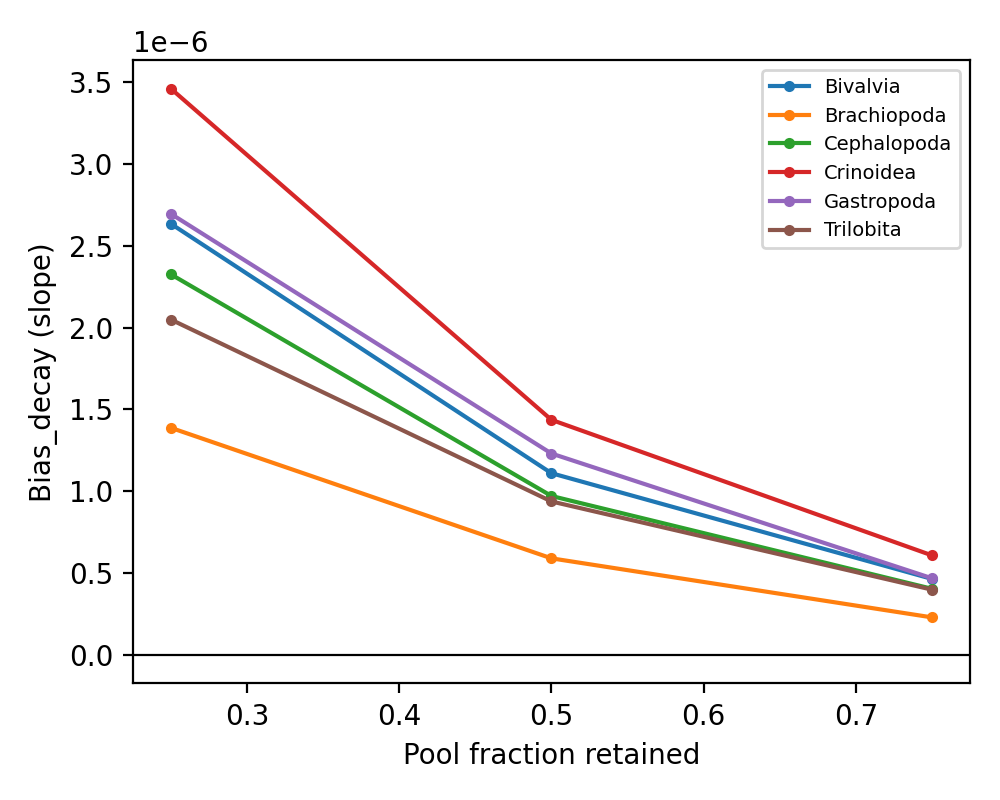 1e−6
3.5
3.0
2.5
2.0
1.5
1.0
0.5
0.0
Bias_decay (slope)
Bivalvia
Brachiopoda
Cephalopoda
Crinoidea
Gastropoda
Trilobita
0.3 0.4 0.5 0.6 0.7
Pool fraction retained